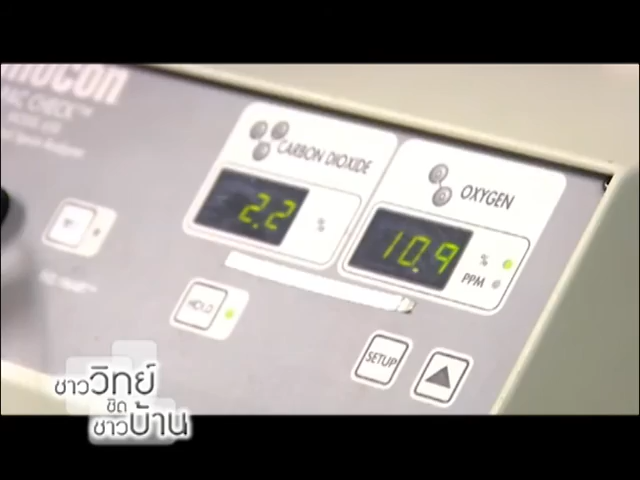 CHECK™
CARBON DIOXIDE
OXYGEN
2.2
%
10.9
%
PPM
HOLD
SETUP
ชาววิทย์
ชิด
ชาวบ้าน